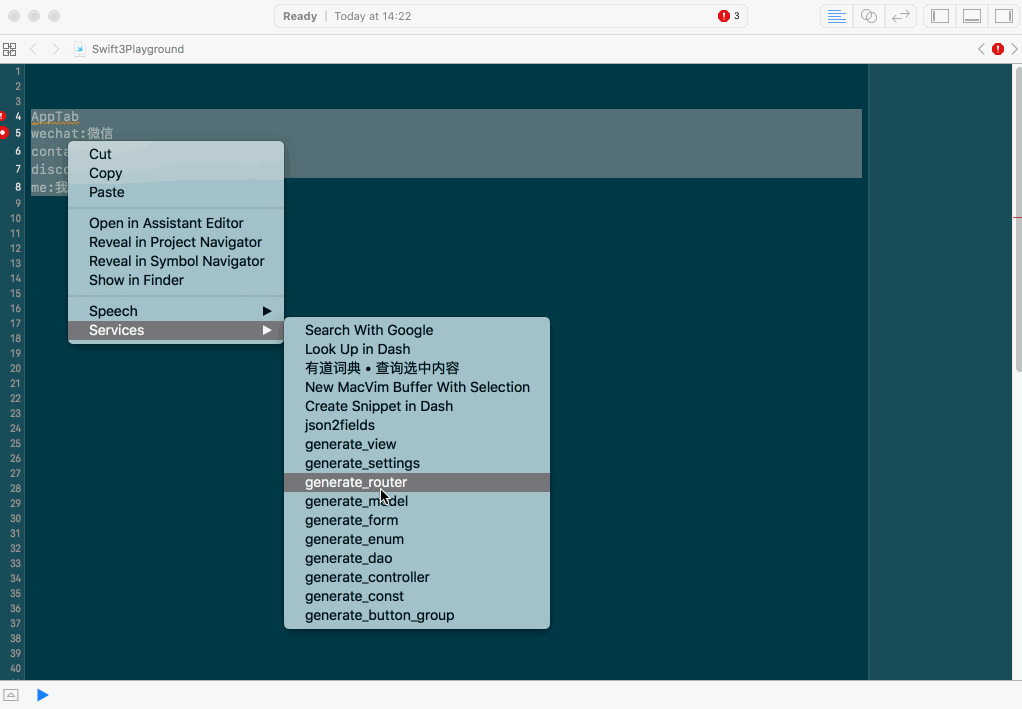 Ready | Today at 14:22
3
Swift3Playground
1
2
3
4 AppTab
5 wechat:微信
6 conta
7 disco
8 me:我
9
10
11
12
13
14
15
16
17
18
19
20
21
22
23
24
25
26
27
28
29
30
31
32
33
34
35
36
37
38
39
40
Cut
Copy
Paste
Open in Assistant Editor
Reveal in Project Navigator
Reveal in Symbol Navigator
Show in Finder
Speech
Services
Search With Google
Look Up in Dash
有道词典 • 查询选中内容
New MacVim Buffer With Selection
Create Snippet in Dash
json2fields
generate_view
generate_settings
generate_router
generate_model
generate_form
generate_enum
generate_dao
generate_controller
generate_const
generate_button_group